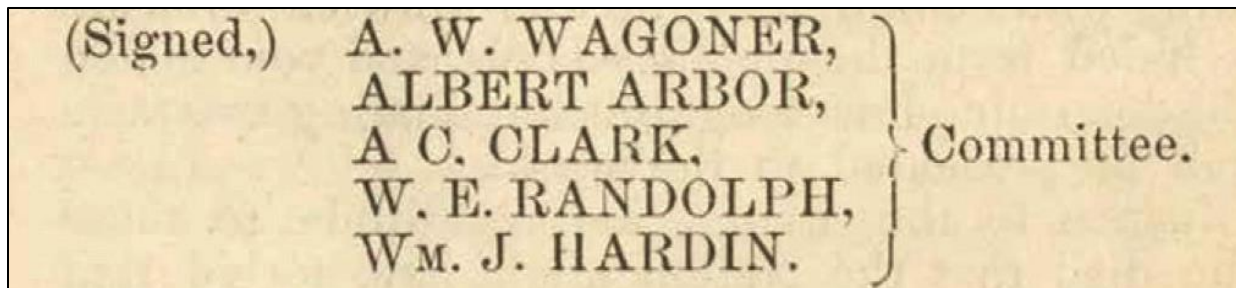 (Signed,) A. W. WAGONER,
ALBERT ARBOR,
A C. CLARK, Committee.
W. E. RANDOLPH,
WM. J. HARDIN.